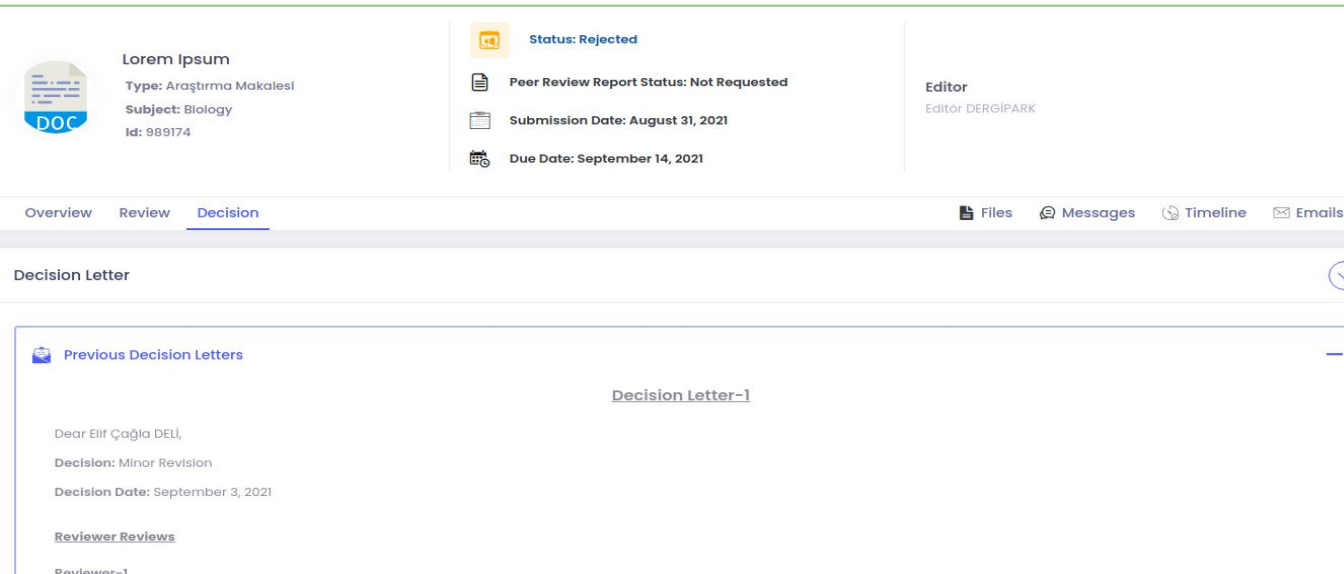 DOC
Lorem Ipsum
Type: Araştırma Makalesi
Subject: Biology
Id: 989174
Status: Rejected
Peer Review Report Status: Not Requested
Submission Date: August 31, 2021
Due Date: September 14, 2021
Editor
Editör DERGİPARK
Overview Review Decision Files Messages Timeline Emails
Decision Letter
Previous Decision Letters
Decision Letter-1
Dear Elif Çağla DELİ,
Decision: Minor Revision
Decision Date: September 3, 2021
Reviewer Reviews
Reviewer-1